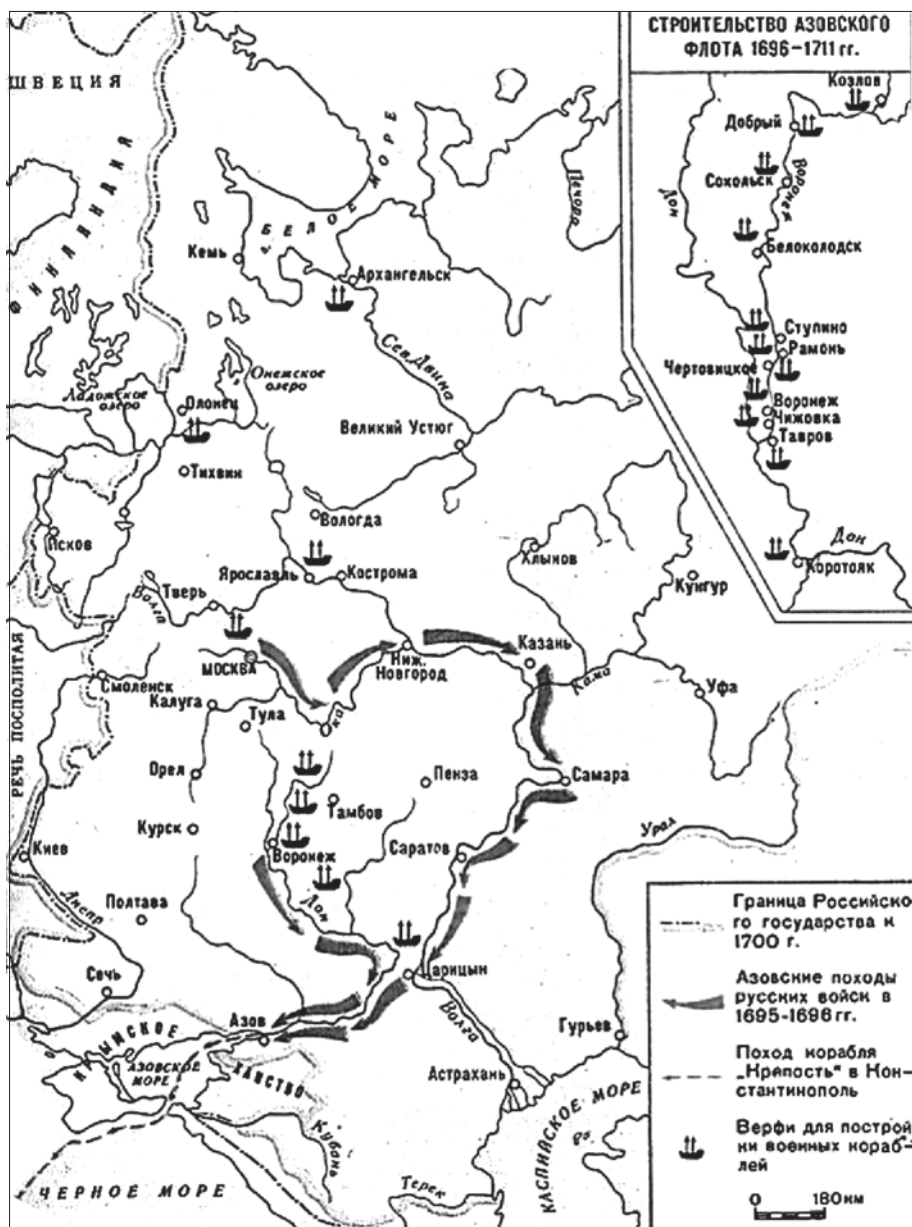 СТРОИТЕЛЬСТВО АЗОВСКОГО
ФЛОТА 1696–1711 гг.
Козлов
Добрый
Воронеж
Сокольск
Дон
Белоколодск
Ступино
Рамонь
Чертовицкое
Воронеж
Чижовка
Тавров
Дон
Коротояк
ШВЕЦИЯ
ФИНЛАНДИЯ
БЕЛОЕ МОРЕ
Печора
Кемь
Архангельск
Сев. Двина
Онежское
озеро
Ладожское
озеро
Олонец
Великий Устюг
Тихвин
Вологда
Псков
Хлынов
Ярославль
Кострома
Кунгур
Тверь
Волга
МОСКВА
Ниж.
Новгород
Казань
Кама
Уфа
РЕЧЬ ПОСПОЛИТАЯ
Смоленск
Калуга
Тула
Ока
Орел
Пенза
Самара
Тамбов
Курск
Урал
Киев
Воронеж
Саратов
Днепр
Полтава
Дон
Сечь
Царицын
Азов
Волга
Гурьев
КРЫМСКОЕ
ХАНСТВО
АЗОВСКОЕ
МОРЕ
Астрахань
КАСПИЙСКОЕ МОРЕ
Кубань
Терек
ЧЕРНОЕ МОРЕ
Граница Российско-
го государства к
1700 г.
Азовские походы
русских войск в
1695-1696 гг.
Поход корабля
„Крепость" в Кон-
стантинополь
Верфи для построй
ки военных кораб-
лей
0 180 км